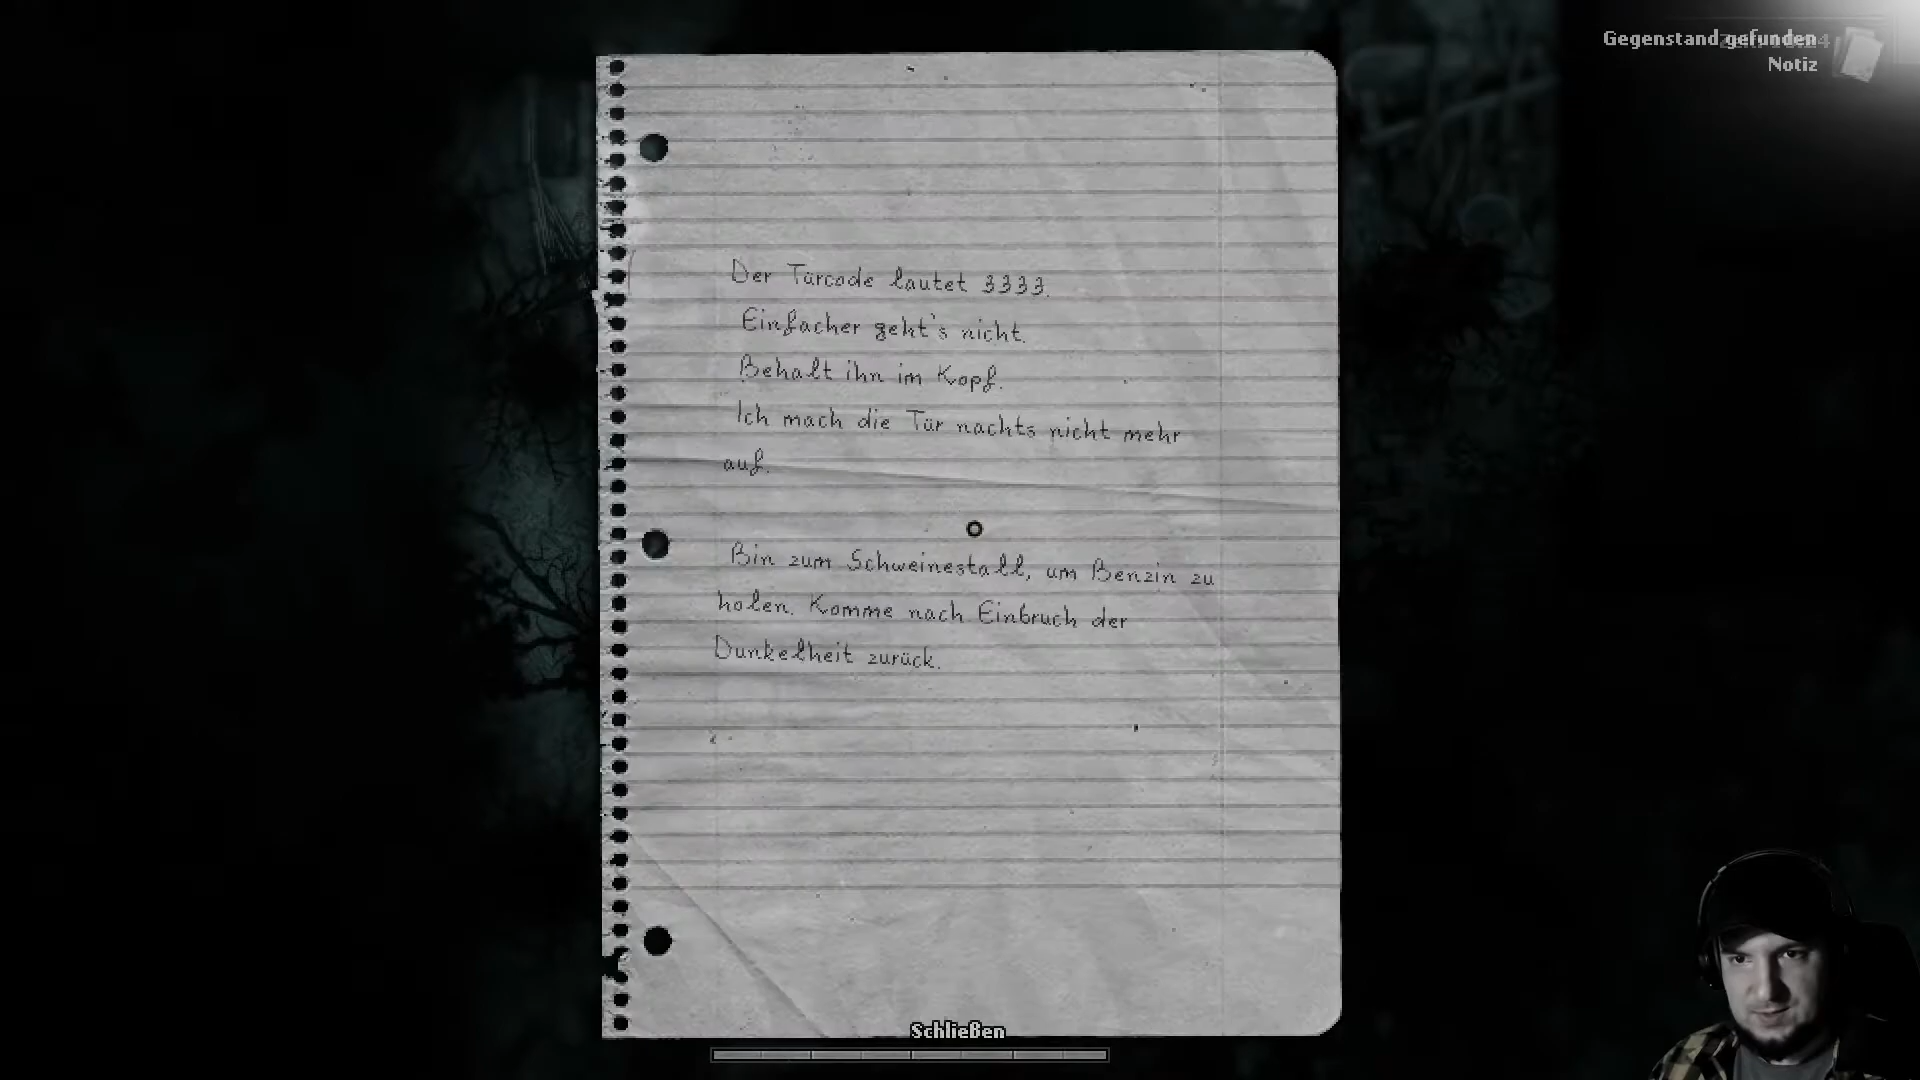 Gegenstand gefunden
Notiz
Der Türcode lautet 3333.
Einfacher geht's nicht.
Behalt ihn im Kopf.
Ich mach die Tür nachts nicht mehr
auf.
Bin zum Schweinestall, um Benzin zu
holen. Komme nach Einbruch der
Dunkelheit zurück.
Schließen